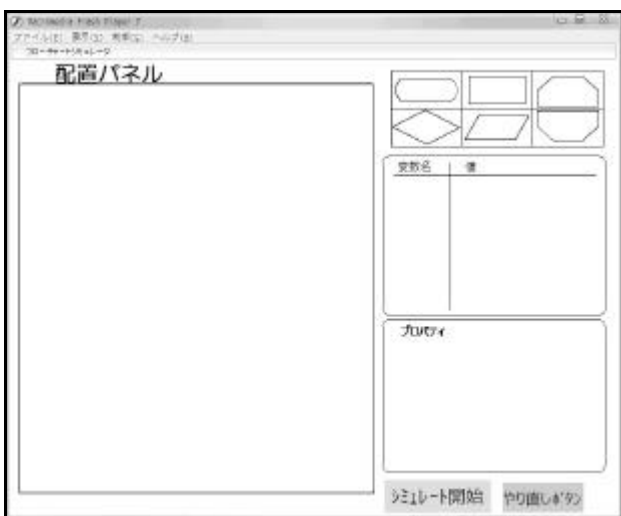 Macromedia Flash Player 7
ファイル(F) 表示(V) 制御(C) ヘルプ(H)
フローチャートシミュレータ
配置パネル
変数名 値
プロパティ
シミュレート開始 やり直しボタン